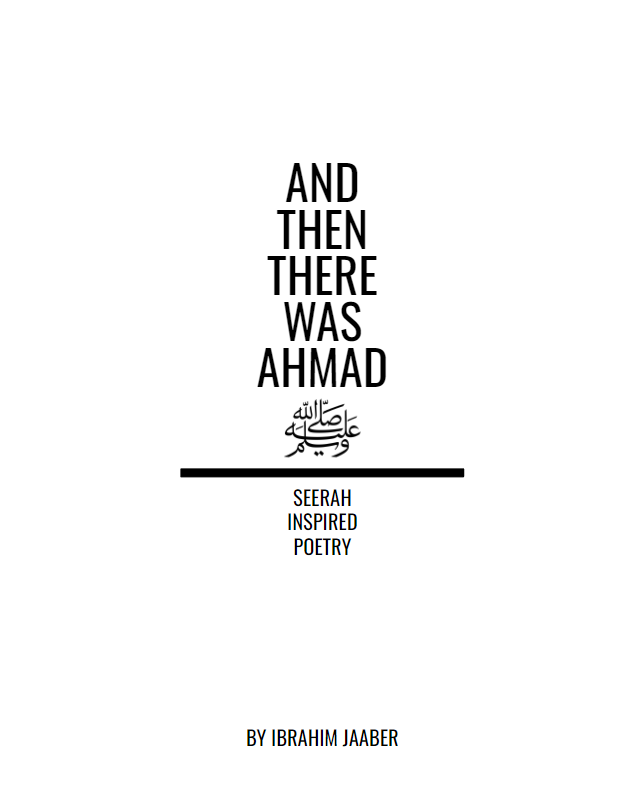 AND
THEN
THERE
WAS
AHMAD
صلى الله عليه وسلم
SEERAH
INSPIRED
POETRY
BY IBRAHIM JAABER